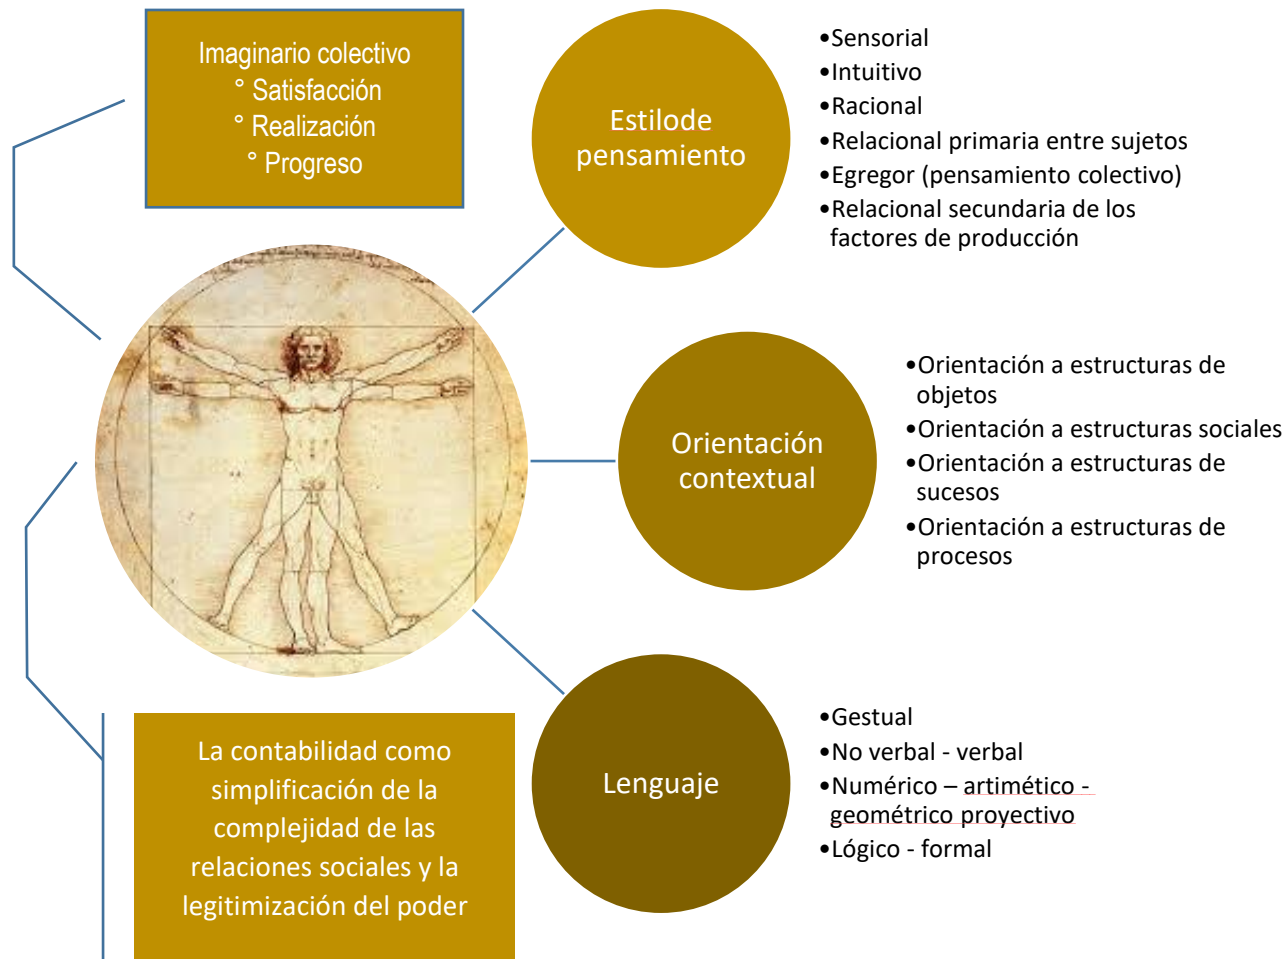 Imaginario colectivo
° Satisfacción
° Realización
° Progreso
Estilode
pensamiento
•Sensorial
•Intuitivo
•Racional
•Relacional primaria entre sujetos
•Egregor (pensamiento colectivo)
•Relacional secundaria de los
factores de producción
Orientación
contextual
•Orientación a estructuras de
objetos
•Orientación a estructuras sociales
•Orientación a estructuras de
sucesos
•Orientación a estructuras de
procesos
La contabilidad como
simplificación de la
complejidad de las
relaciones sociales y la
legitimización del poder
Lenguaje
•Gestual
•No verbal - verbal
•Numérico – artimético -
geométrico proyectivo
•Lógico - formal